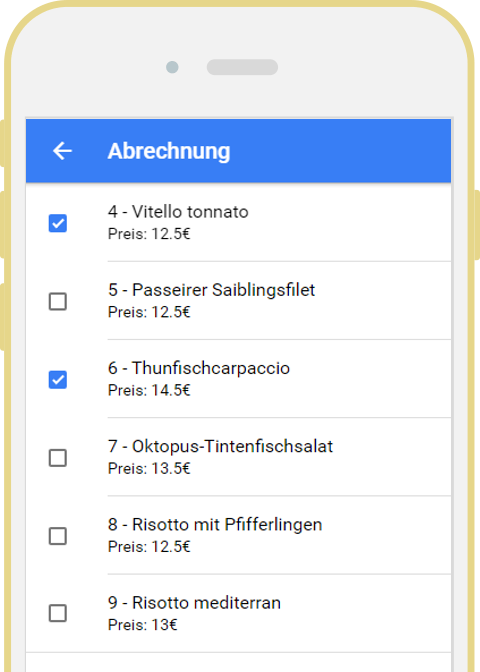 Abrechnung
4 - Vitello tonnato
Preis: 12.5€
5 - Passeirer Saiblingsfilet
Preis: 12.5€
6 - Thunfischcarpaccio
Preis: 14.5€
7 - Oktopus-Tintenfischsalat
Preis: 13.5€
8 - Risotto mit Pfifferlingen
Preis: 12.5€
9 - Risotto mediterran
Preis: 13€